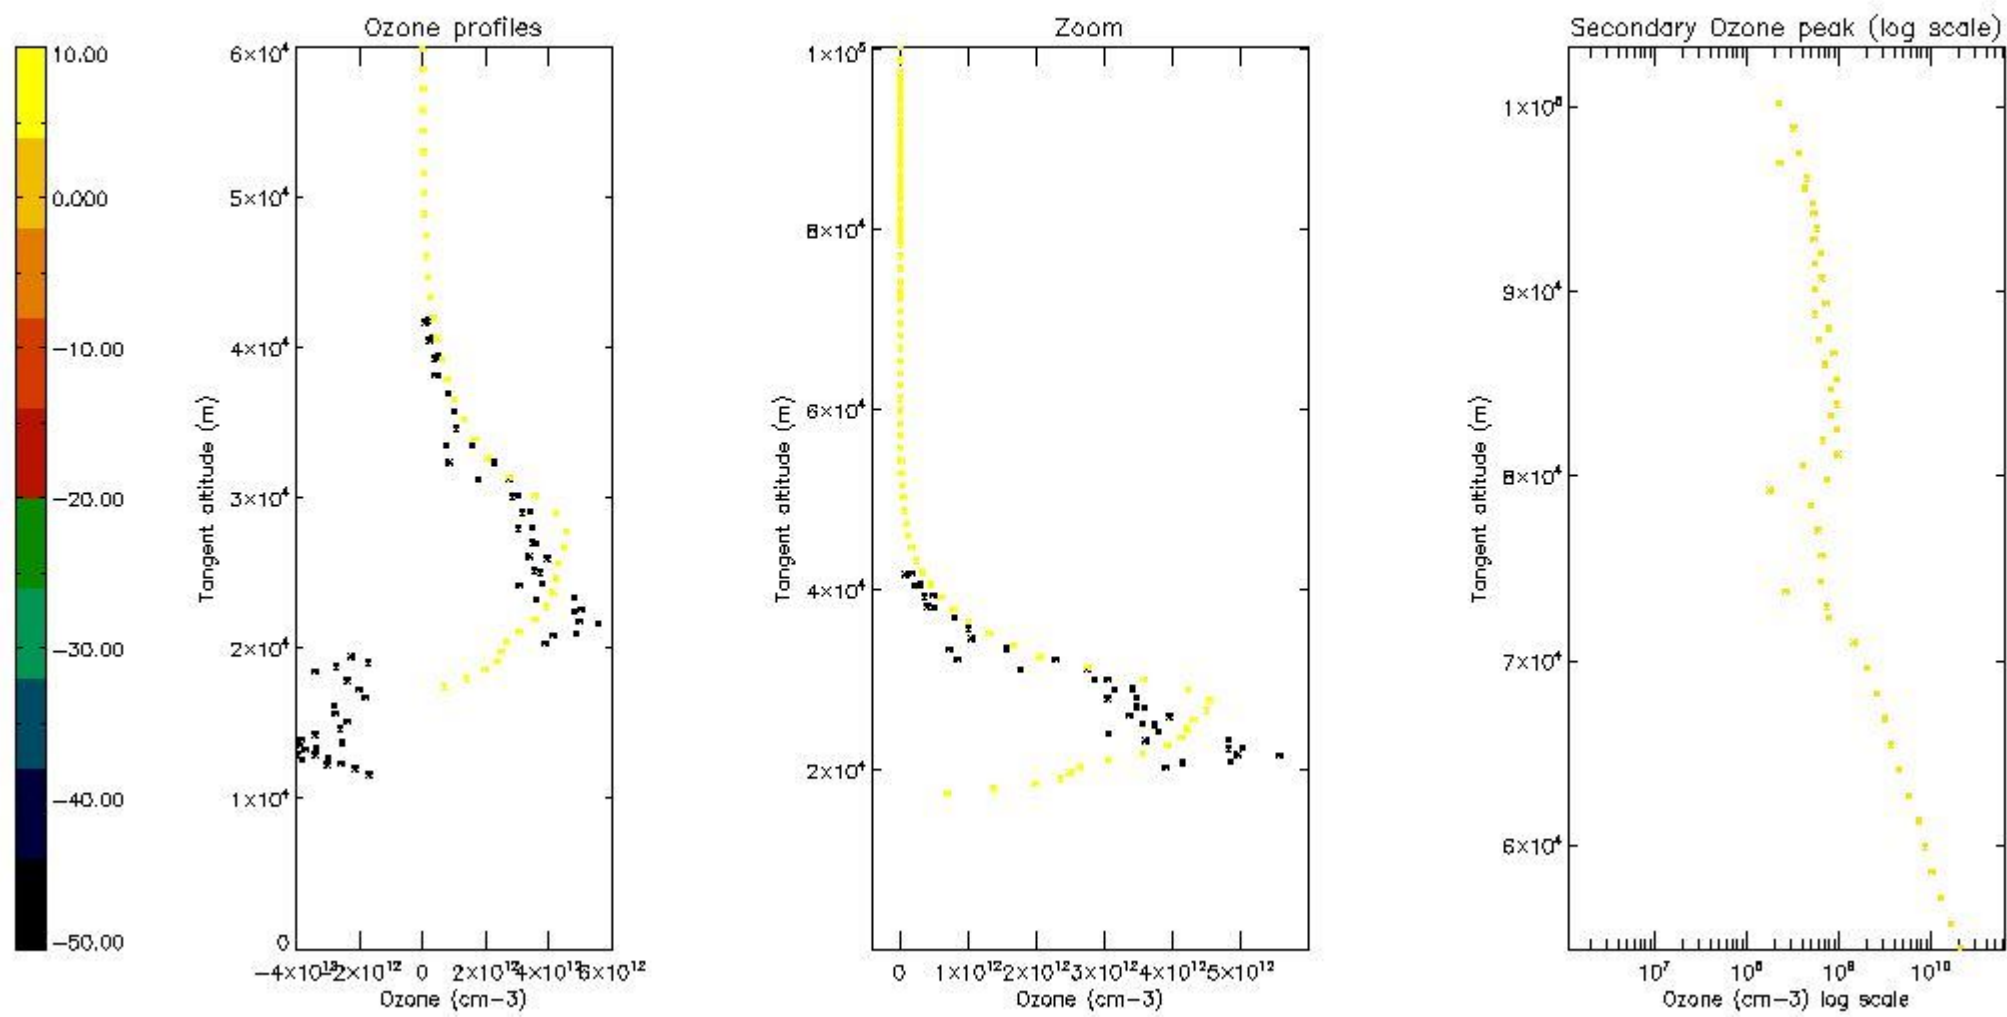 Ozone profiles
Zoom
Secondary Ozone peak (log scale)
10.00
0.000
−10.00
−20.00
−30.00
−40.00
−50.00
6×10⁴
5×10⁴
4×10⁴
3×10⁴
2×10⁴
1×10⁴
0
Tangent altitude (m)
−2×10¹² 0 2×10¹² 4×10¹² 6×10¹²
Ozone (cm−3)
1×10⁵
8×10⁴
6×10⁴
4×10⁴
2×10⁴
Tangent altitude (m)
0 1×10¹² 2×10¹² 3×10¹² 4×10¹² 5×10¹²
Ozone (cm−3)
9×10⁴
8×10⁴
7×10⁴
6×10⁴
Tangent altitude (m)
10⁷ 10⁸ 10⁹ 10¹⁰
Ozone (cm−3) log scale